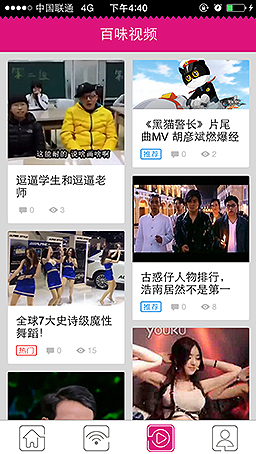 中国联通 4G 下午4:40
百味视频
这能耐的 说啥画啥啊
逗逼学生和逗逼老
师
0 3
《黑猫警长》片尾
曲MV 胡彦斌燃爆经
推荐 0 2
古惑仔人物排行，
浩南居然不是第一
推荐 0 8
全球7大史诗级魔性
舞蹈！
热门 0 15
YOUKU